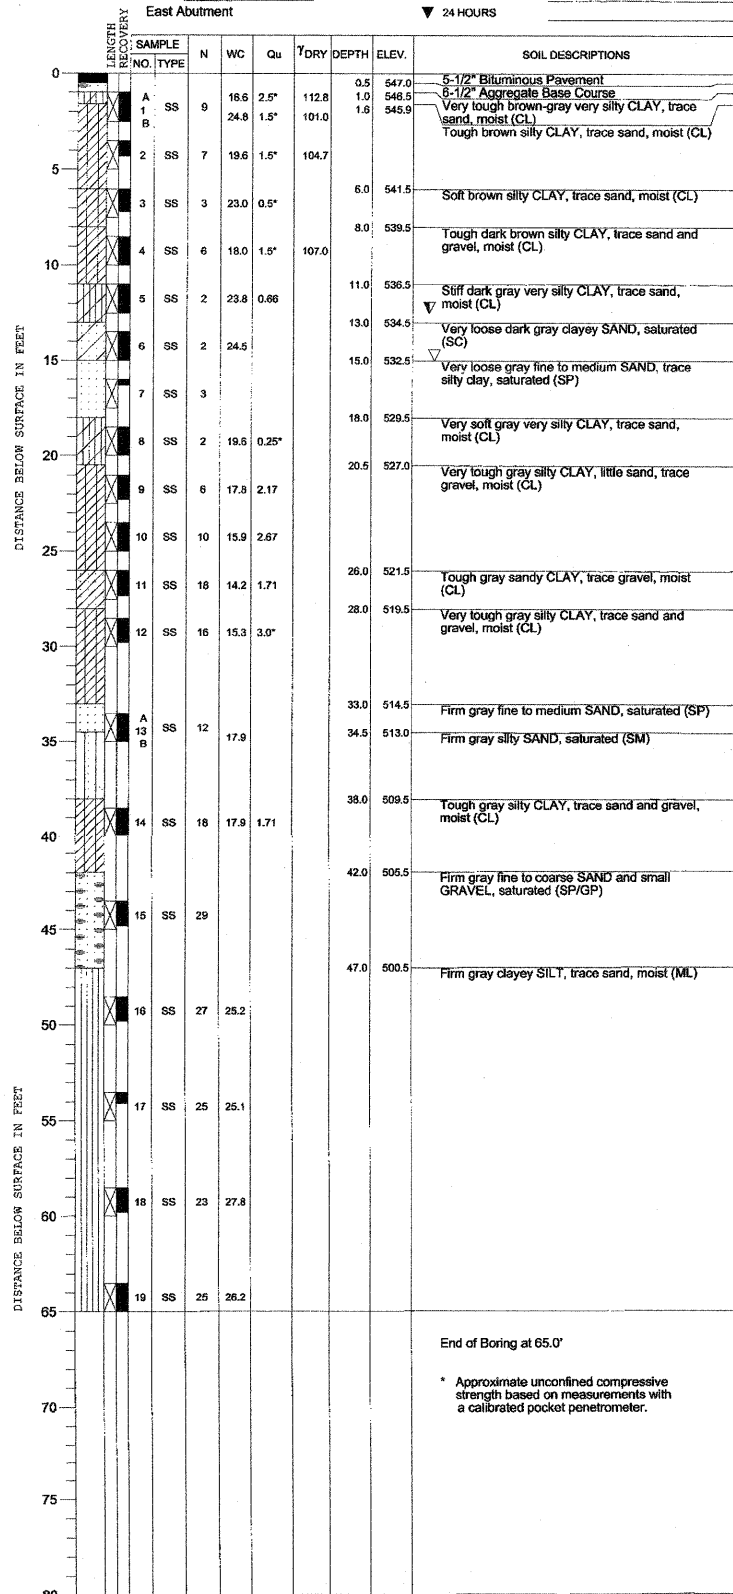 East Abutment
▼ 24 HOURS
LENGTH
RECOVERY
SAMPLE
NO. TYPE N WC Qu γDRY DEPTH ELEV. SOIL DESCRIPTIONS
0
0.5 547.0 5-1/2" Bituminous Pavement
A 16.6 2.5* 112.8 1.0 546.5 6-1/2" Aggregate Base Course
1 SS 9 1.6 545.9 Very tough brown-gray very silty CLAY, trace
B 24.8 1.5* 101.0 sand, moist (CL)
Tough brown silty CLAY, trace sand, moist (CL)
2 SS 7 19.6 1.5* 104.7
5
6.0 541.5 Soft brown silty CLAY, trace sand, moist (CL)
3 SS 3 23.0 0.5*
8.0 539.5 Tough dark brown silty CLAY, trace sand and
gravel, moist (CL)
4 SS 6 18.0 1.5* 107.0
10
11.0 536.5 Stiff dark gray very silty CLAY, trace sand,
moist (CL)
5 SS 2 23.8 0.66
13.0 534.5 Very loose dark gray clayey SAND, saturated
(SC)
6 SS 2 24.5
15 15.0 532.5 Very loose gray fine to medium SAND, trace
silty clay, saturated (SP)
7 SS 3
18.0 529.5 Very soft gray very silty CLAY, trace sand,
moist (CL)
8 SS 2 19.6 0.25*
20
20.5 527.0 Very tough gray silty CLAY, little sand, trace
gravel, moist (CL)
9 SS 6 17.8 2.17
10 SS 10 15.9 2.67
25
26.0 521.5 Tough gray sandy CLAY, trace gravel, moist
(CL)
11 SS 18 14.2 1.71
28.0 519.5 Very tough gray silty CLAY, trace sand and
gravel, moist (CL)
12 SS 16 15.3 3.0*
30
33.0 514.5 Firm gray fine to medium SAND, saturated (SP)
A
13 SS 12 17.9
B
34.5 513.0 Firm gray silty SAND, saturated (SM)
35
38.0 509.5 Tough gray silty CLAY, trace sand and gravel,
moist (CL)
14 SS 18 17.9 1.71
40
42.0 505.5 Firm gray fine to coarse SAND and small
GRAVEL, saturated (SP/GP)
15 SS 29
45
47.0 500.5 Firm gray clayey SILT, trace sand, moist (ML)
16 SS 27 25.2
50
17 SS 25 25.1
55
18 SS 23 27.8
60
19 SS 25 26.2
65
End of Boring at 65.0'
* Approximate unconfined compressive
strength based on measurements with
a calibrated pocket penetrometer.
70
75
80
DISTANCE BELOW SURFACE IN FEET
DISTANCE BELOW SURFACE IN FEET